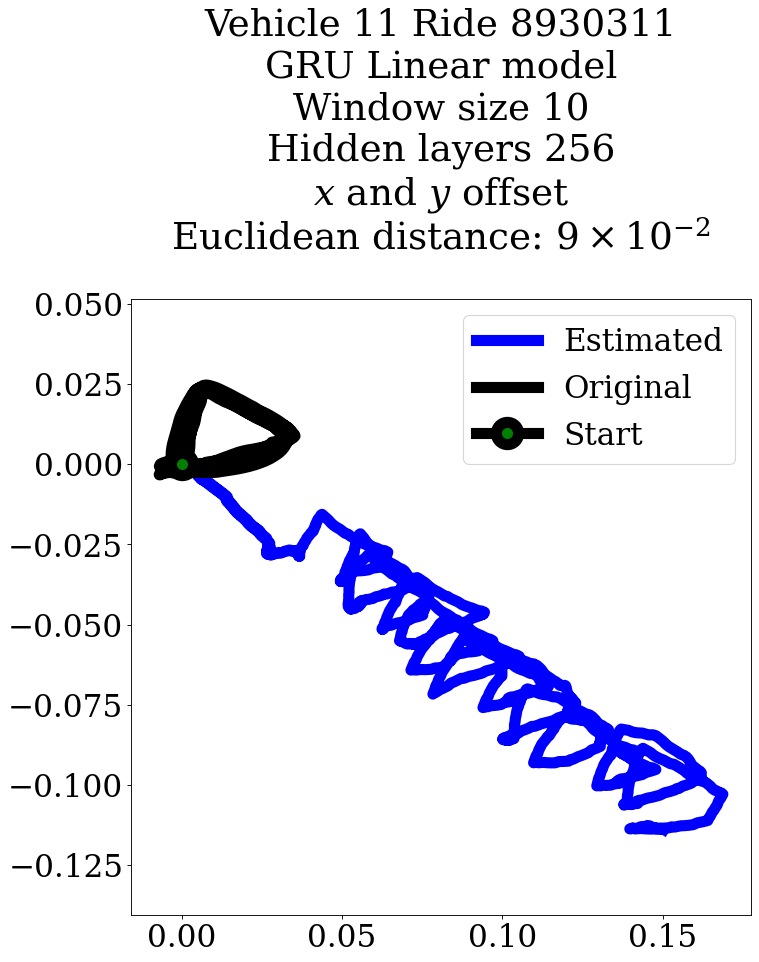 Vehicle 11 Ride 8930311
GRU Linear model
Window size 10
Hidden layers 256
x and y offset
Euclidean distance: 9 × 10⁻²
0.050
0.025
0.000
−0.025
−0.050
−0.075
−0.100
−0.125
Estimated
Original
Start
0.00 0.05 0.10 0.15